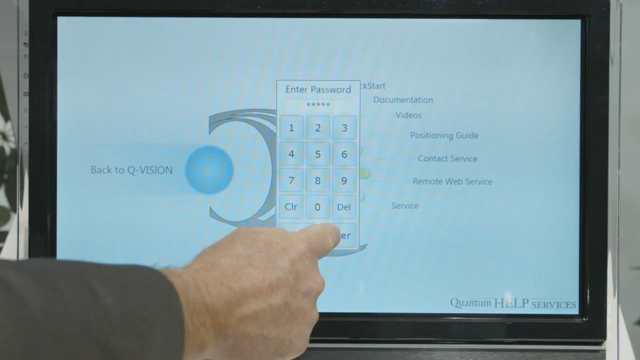 Enter Password
*****
1 2 3
4 5 6
7 8 9
Clr 0 Del
Documentation
Videos
Positioning Guide
Contact Service
Remote Web Service
Service
Back to Q-VISION
Quantum HELP SERVICES